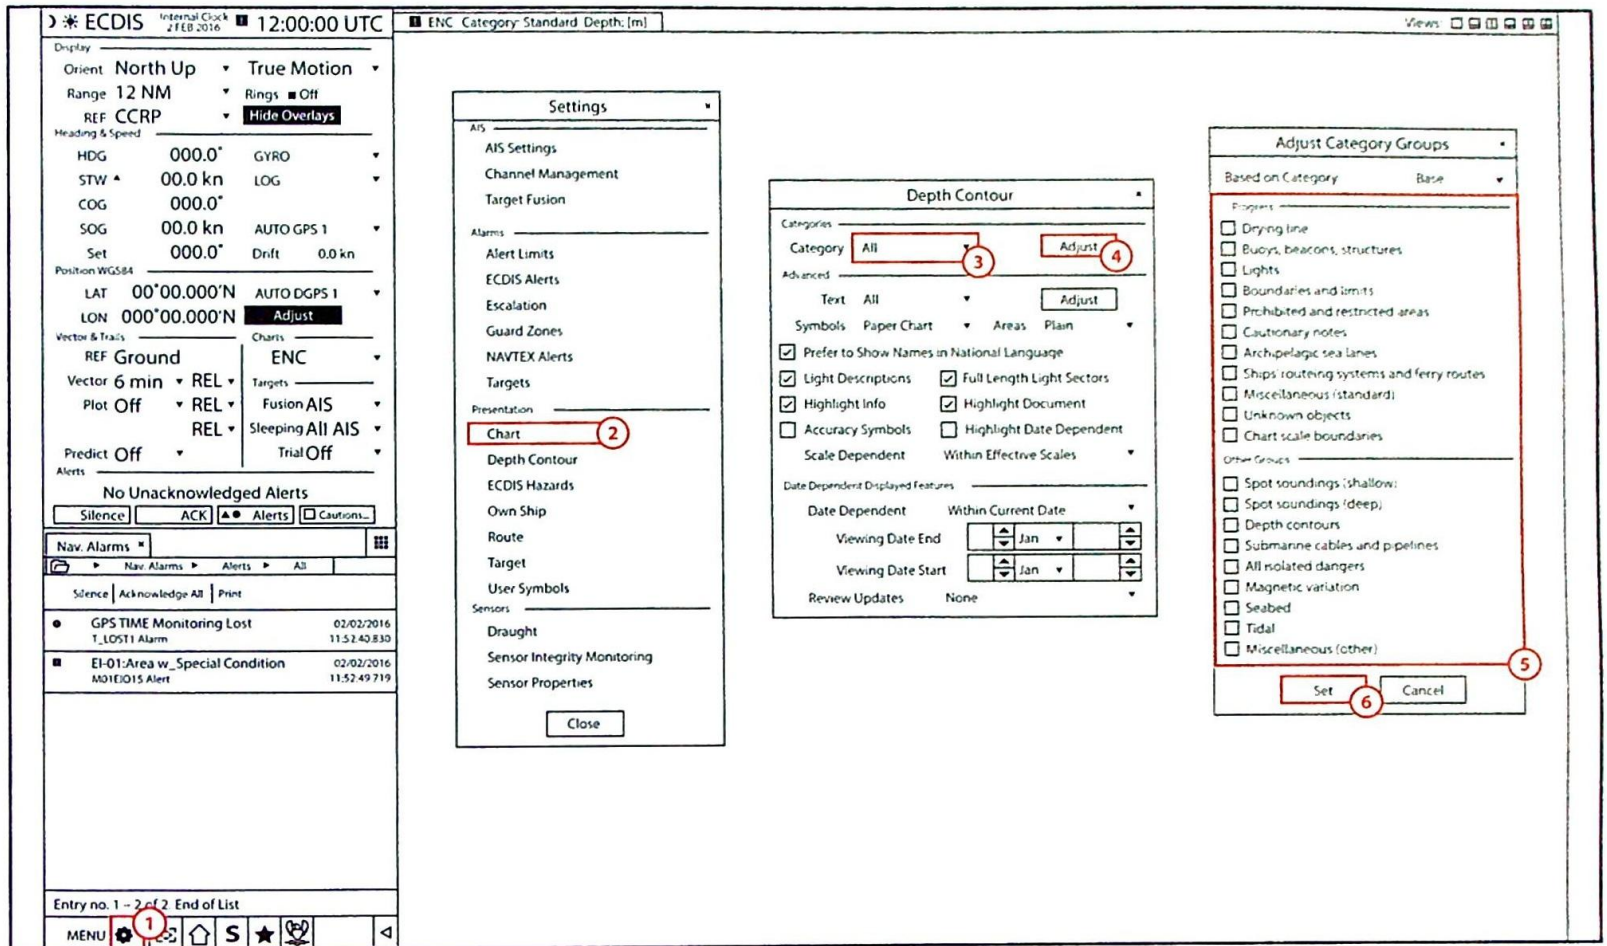 ECDIS Internal Clock 2 FEB 2016 12:00:00 UTC
ENC Category: Standard Depth: [m]
Views:
Display
Orient North Up True Motion
Range 12 NM Rings Off
REF CCRP Hide Overlays
Heading & Speed
HDG 000.0° GYRO
STW 00.0 kn LOG
COG 000.0°
SOG 00.0 kn AUTO GPS 1
Set 000.0° Drift 0.0 kn
Position WGS84
LAT 00°00.000'N AUTO DGPS 1
LON 000°00.000'N Adjust
Vector & Trails Charts
REF Ground ENC
Vector 6 min REL Targets
Plot Off REL Fusion AIS
REL Sleeping All AIS
Predict Off Trial Off
Alerts
No Unacknowledged Alerts
Silence ACK Alerts Cautions...
Nav. Alarms
Nav. Alarms Alerts All
Silence Acknowledge All Print
GPS TIME Monitoring Lost 02/02/2016
T_LOST1 Alarm 11:52:40.830
EI-01:Area w_Special Condition 02/02/2016
M01EIO15 Alert 11:52:49 719
Entry no. 1 – 2 of 2 End of List
MENU 1 S
Settings
AIS
AIS Settings
Channel Management
Target Fusion
Alarms
Alert Limits
ECDIS Alerts
Escalation
Guard Zones
NAVTEX Alerts
Targets
Presentation
Chart 2
Depth Contour
ECDIS Hazards
Own Ship
Route
Target
User Symbols
Sensors
Draught
Sensor Integrity Monitoring
Sensor Properties
Close
Depth Contour
Categories
Category All 3 Adjust 4
Advanced
Text All Adjust
Symbols Paper Chart Areas Plain
Prefer to Show Names in National Language
Light Descriptions Full Length Light Sectors
Highlight Info Highlight Document
Accuracy Symbols Highlight Date Dependent
Scale Dependent Within Effective Scales
Date Dependent Displayed Features
Date Dependent Within Current Date
Viewing Date End Jan
Viewing Date Start Jan
Review Updates None
Adjust Category Groups
Based on Category Base
Progress
Drying line
Buoys, beacons, structures
Lights
Boundaries and limits
Prohibited and restricted areas
Cautionary notes
Archipelagic sea lanes
Ships' routeing systems and ferry routes
Miscellaneous (standard)
Unknown objects
Chart scale boundaries
Other Groups
Spot soundings (shallow)
Spot soundings (deep)
Depth contours
Submarine cables and pipelines
All isolated dangers
Magnetic variation
Seabed
Tidal
Miscellaneous (other)
5
Set 6 Cancel